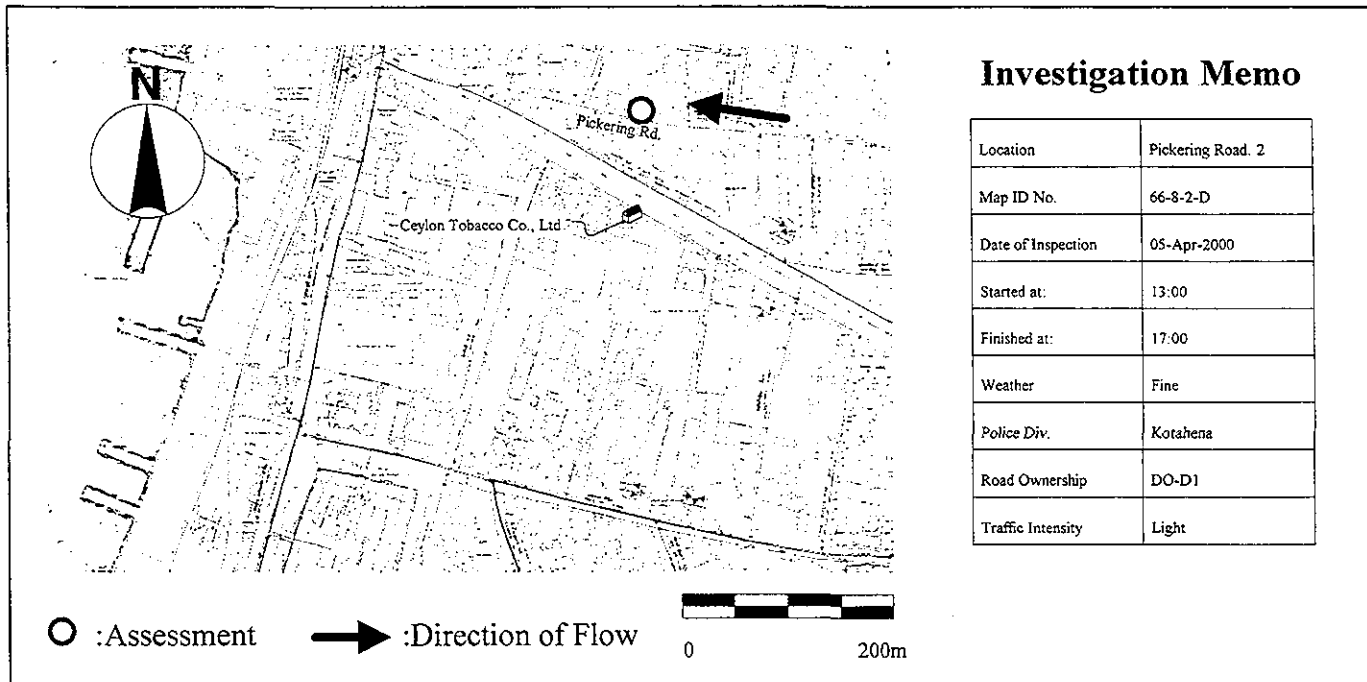 N
Pickering Rd.
Ceylon Tobacco Co., Ltd
:Assessment
:Direction of Flow
0
200m
Investigation Memo
Location Pickering Road. 2
Map ID No. 66-8-2-D
Date of Inspection 05-Apr-2000
Started at: 13:00
Finished at: 17:00
Weather Fine
Police Div. Kotahena
Road Ownership DO-D1
Traffic Intensity Light